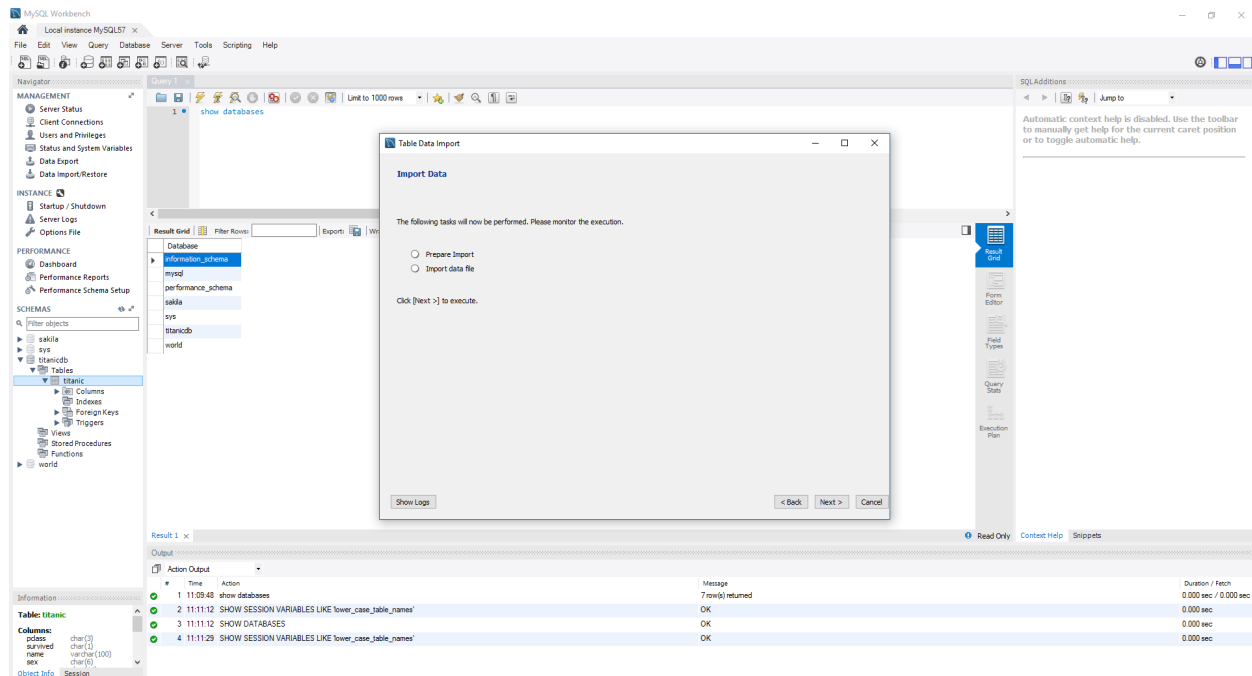 MySQL Workbench
Local instance MySQL57
File Edit View Query Database Server Tools Scripting Help
Navigator
MANAGEMENT
Server Status
Client Connections
Users and Privileges
Status and System Variables
Data Export
Data Import/Restore
INSTANCE
Startup / Shutdown
Server Logs
Options File
PERFORMANCE
Dashboard
Performance Reports
Performance Schema Setup
SCHEMAS
Filter objects
sakila
sys
titanicdb
Tables
titanic
Columns
Indexes
Foreign Keys
Triggers
Views
Stored Procedures
Functions
world
Information
Table: titanic
Columns:
pclass char(3)
survived char(1)
name varchar(100)
sex char(6)
Object Info Session
Query 1
Limit to 1000 rows
1 show databases
Result Grid Filter Rows: Export: Wr
Database
information_schema
mysql
performance_schema
sakila
sys
titanicdb
world
Table Data Import
Import Data
The following tasks will now be performed. Please monitor the execution.
Prepare Import
Import data file
Click [Next >] to execute.
Show Logs < Back Next > Cancel
Result Grid
Form Editor
Field Types
Query Stats
Execution Plan
Result 1 Read Only
SQLAdditions
Jump to
Automatic context help is disabled. Use the toolbar
to manually get help for the current caret position
or to toggle automatic help.
Context Help Snippets
Output
Action Output
# Time Action Message Duration / Fetch
1 11:09:48 show databases 7 row(s) returned 0.000 sec / 0.000 sec
2 11:11:12 SHOW SESSION VARIABLES LIKE 'lower_case_table_names' OK 0.000 sec
3 11:11:12 SHOW DATABASES OK 0.000 sec
4 11:11:29 SHOW SESSION VARIABLES LIKE 'lower_case_table_names' OK 0.000 sec